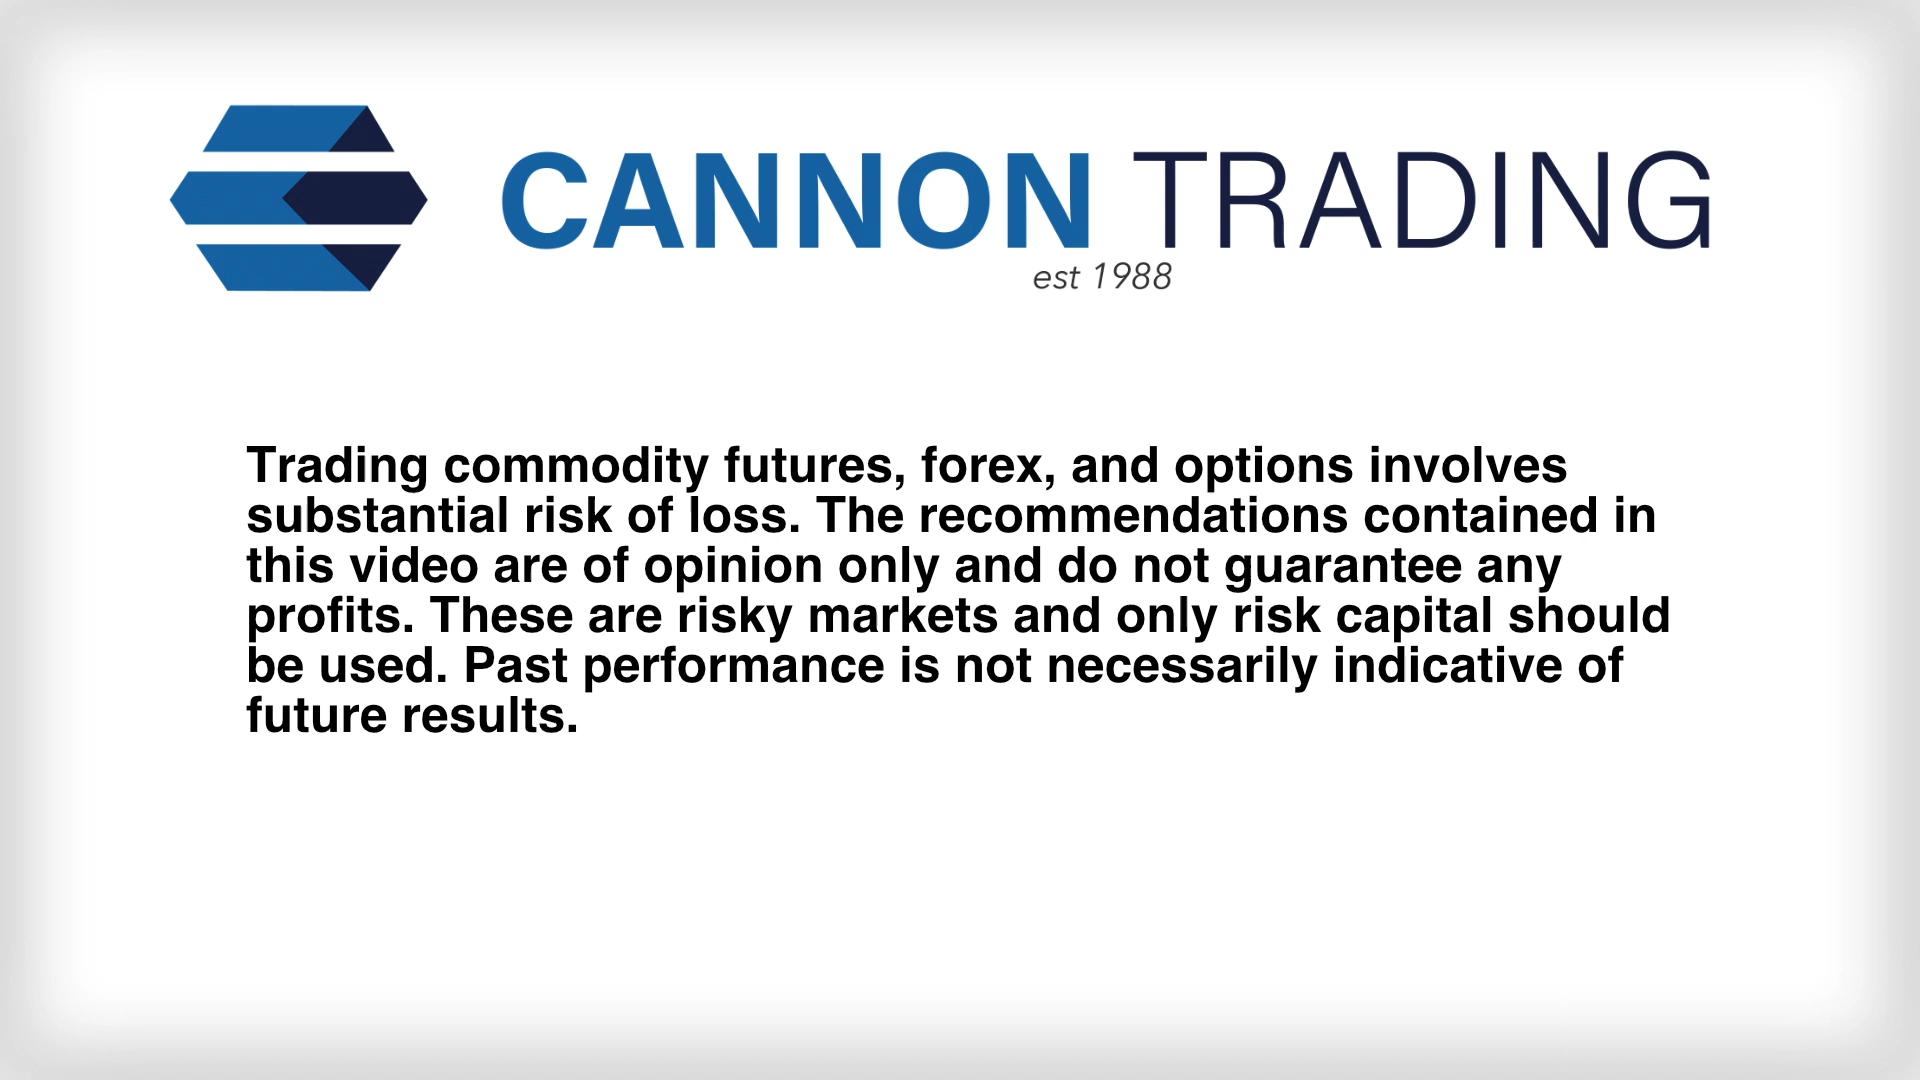 CANNON TRADING
est 1988
Trading commodity futures, forex, and options involves
substantial risk of loss. The recommendations contained in
this video are of opinion only and do not guarantee any
profits. These are risky markets and only risk capital should
be used. Past performance is not necessarily indicative of
future results.